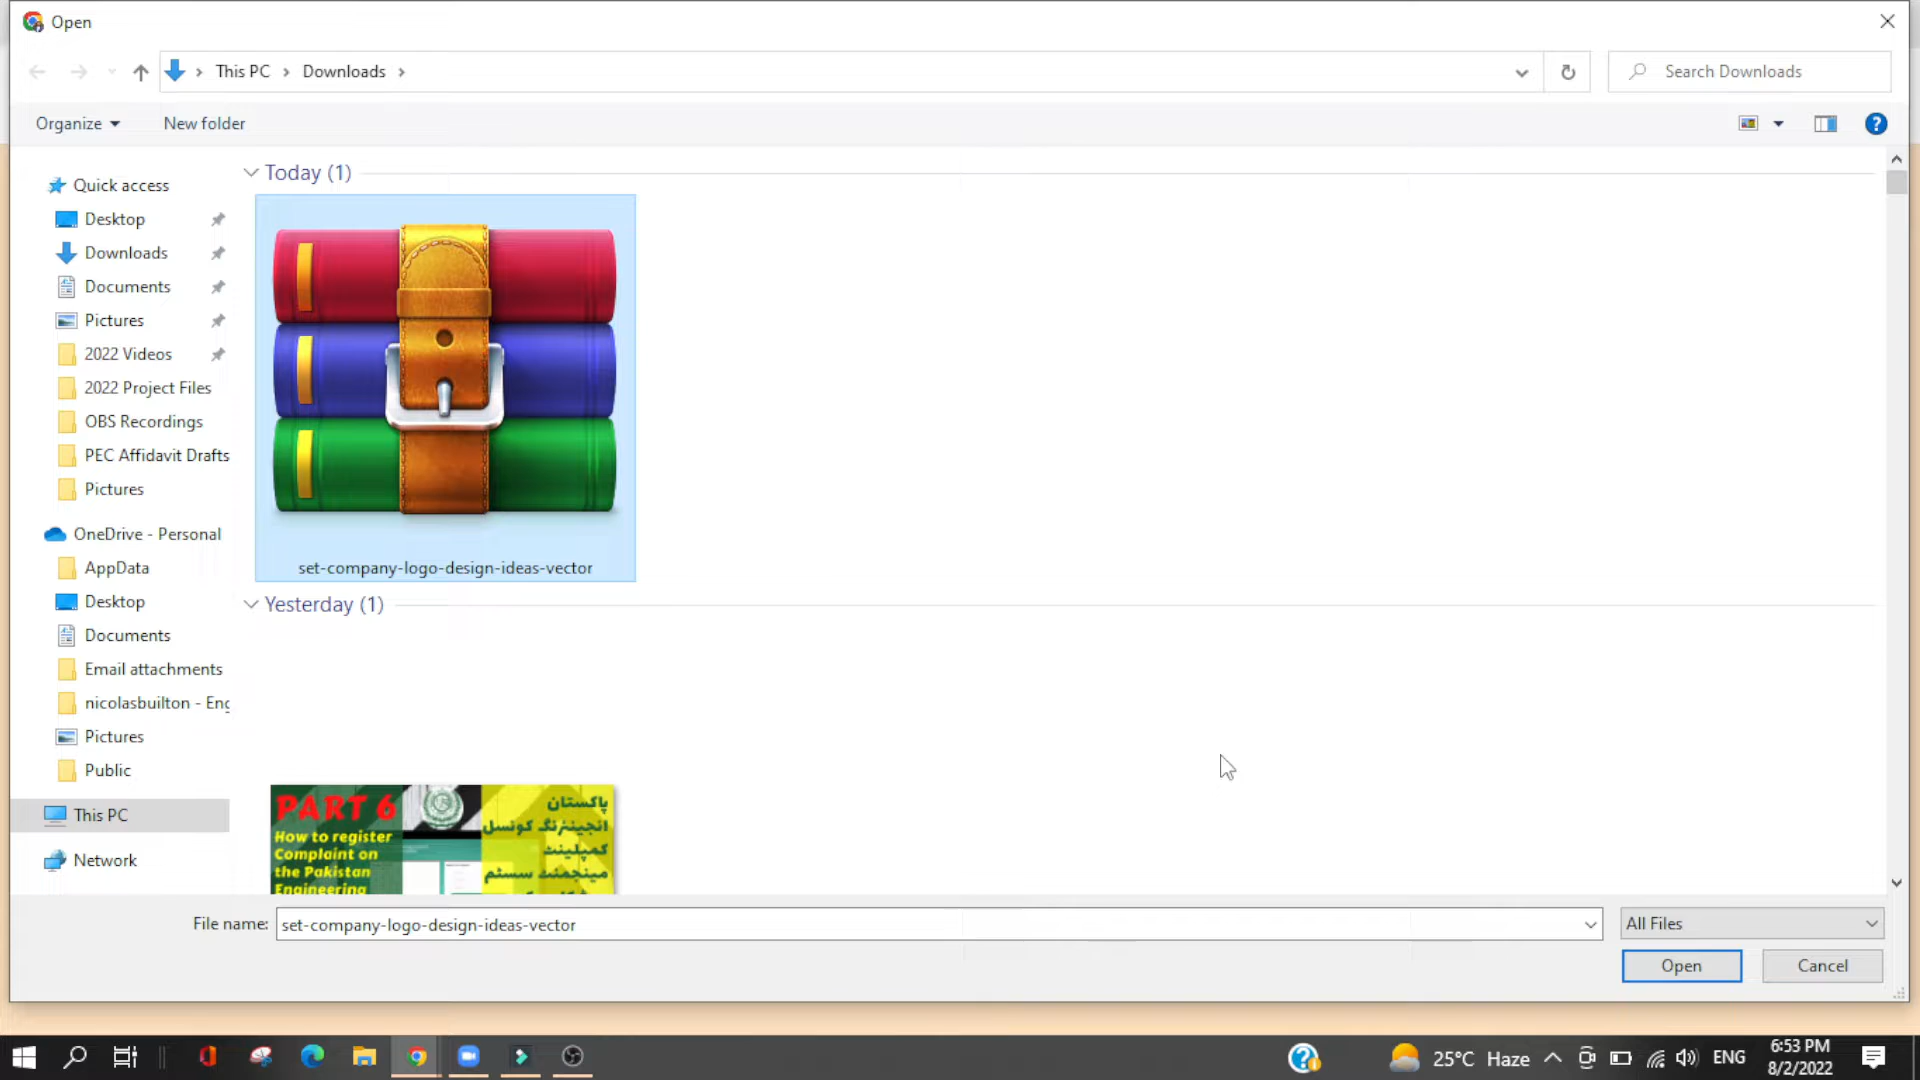 Open
This PC
Downloads
Search Downloads
Organize
New folder
Quick access
Desktop
Downloads
Documents
Pictures
2022 Videos
2022 Project Files
OBS Recordings
PEC Affidavit Drafts
Pictures
OneDrive - Personal
AppData
Desktop
Documents
Email attachments
nicolasbuilton - Eng
Pictures
Public
This PC
Network
Today (1)
set-company-logo-design-ideas-vector
Yesterday (1)
PART 6
How to register
Complaint on
the Pakistan
Engineering
پاکستان
انجینئرنگ کونسل
کمپلینٹ
مینجمنٹ سسٹم
File name:
set-company-logo-design-ideas-vector
All Files
Open
Cancel
25°C Haze
ENG
6:53 PM
8/2/2022